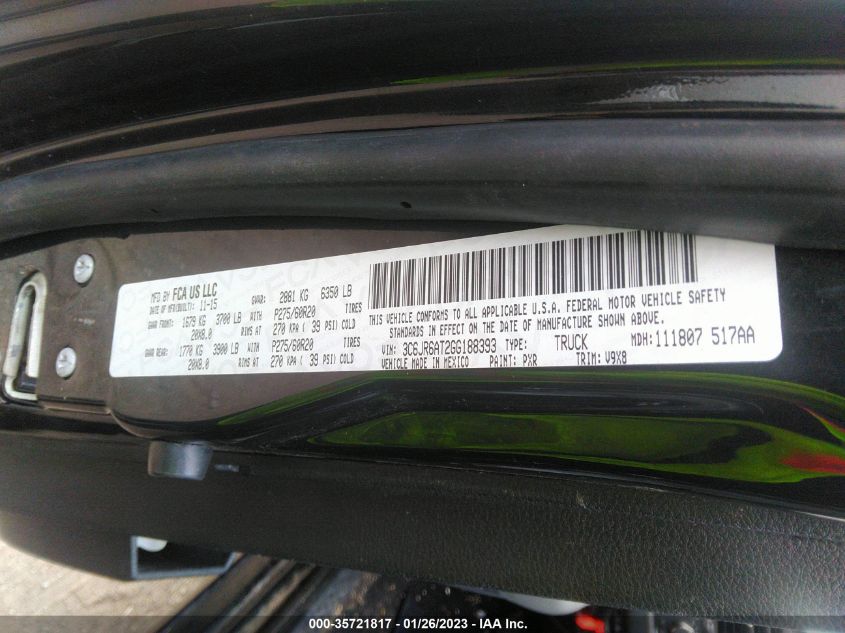 MFD BY FCA US LLC
DATE OF MFR(BUILT): 11-15
GVWR: 2881 KG 6350 LB
GAWR FRONT: 1679 KG 3700 LB WITH P275/60R20 TIRES
20X8.0 RIMS AT 270 KPA ( 39 PSI) COLD
GAWR REAR: 1770 KG 3900 LB WITH P275/60R20 TIRES
20X8.0 RIMS AT 270 KPA ( 39 PSI) COLD
THIS VEHICLE CONFORMS TO ALL APPLICABLE U.S.A. FEDERAL MOTOR VEHICLE SAFETY
STANDARDS IN EFFECT ON THE DATE OF MANUFACTURE SHOWN ABOVE.
VIN: 3C6JR6AT2GG188393 TYPE: TRUCK MDH: 111807 517AA
VEHICLE MADE IN MEXICO PAINT: PXR TRIM: V9X8
000-35721817 - 01/26/2023 - IAA Inc.